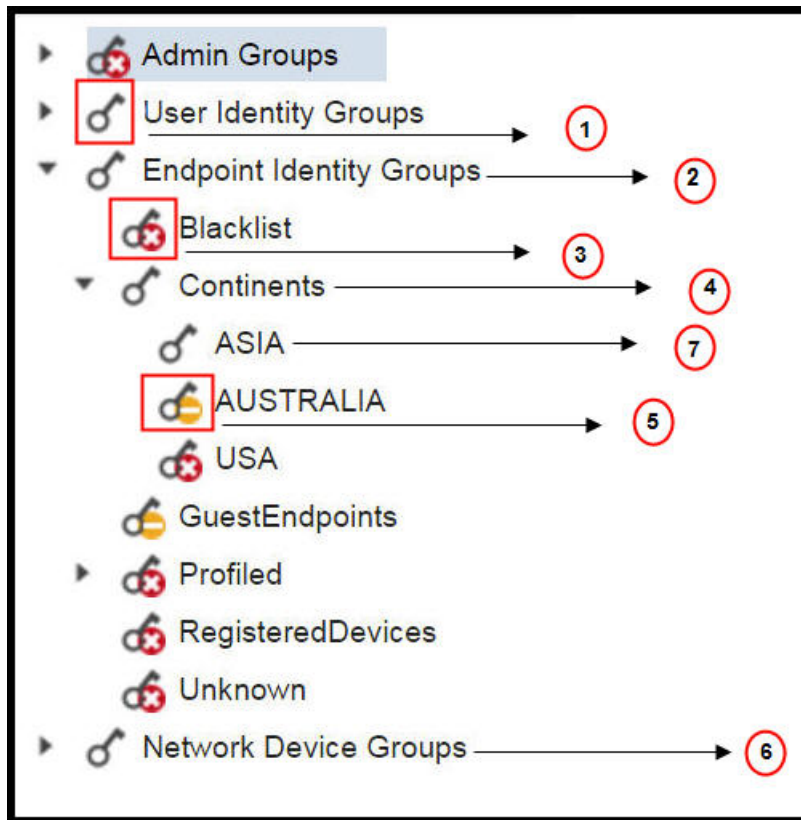 Admin Groups
User Identity Groups
1
Endpoint Identity Groups
2
Blacklist
3
Continents
4
ASIA
7
AUSTRALIA
5
USA
GuestEndpoints
Profiled
RegisteredDevices
Unknown
Network Device Groups
6